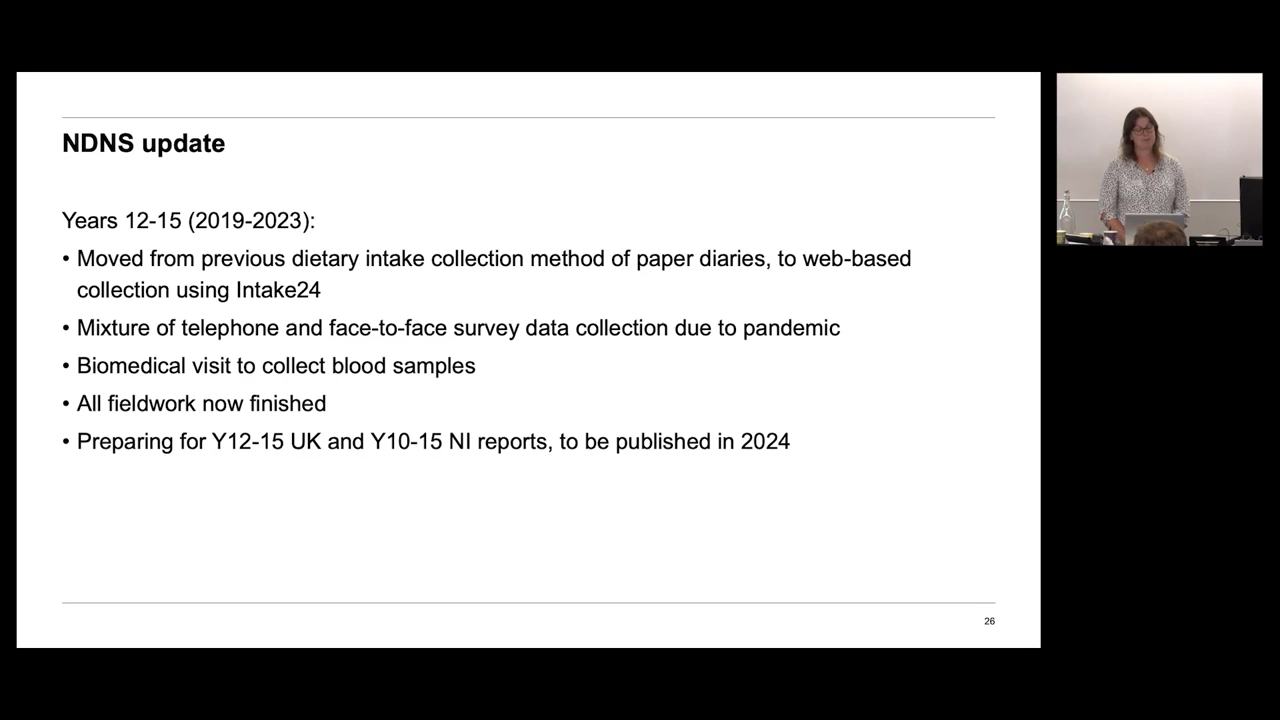 NDNS update
Years 12-15 (2019-2023):
• Moved from previous dietary intake collection method of paper diaries, to web-based
collection using Intake24
• Mixture of telephone and face-to-face survey data collection due to pandemic
• Biomedical visit to collect blood samples
• All fieldwork now finished
• Preparing for Y12-15 UK and Y10-15 NI reports, to be published in 2024
26